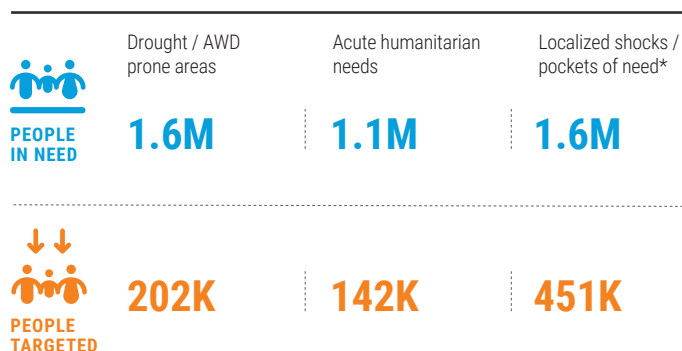 Drought / AWD
prone areas
Acute humanitarian
needs
Localized shocks /
pockets of need*
PEOPLE
IN NEED
1.6M
1.1M
1.6M
PEOPLE
TARGETED
202K
142K
451K